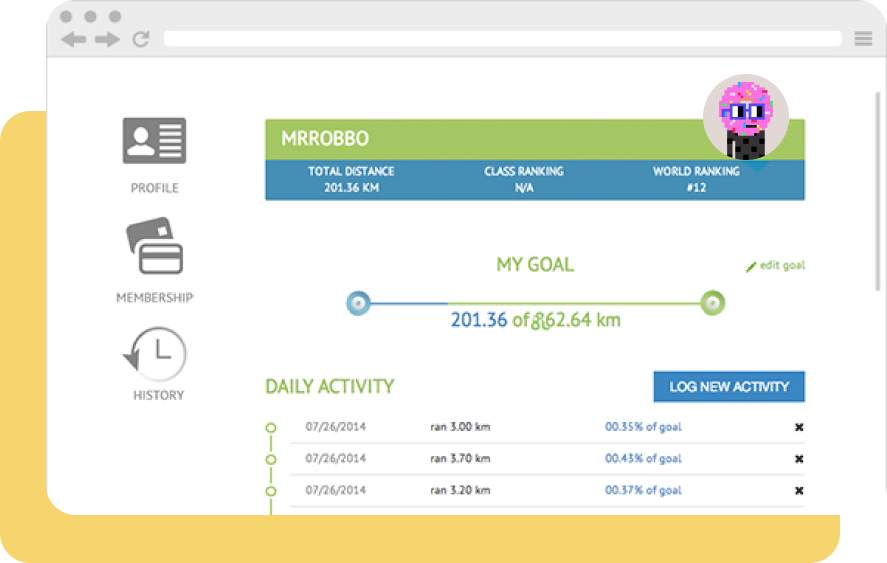 MRROBBO
TOTAL DISTANCE CLASS RANKING WORLD RANKING
201.36 KM N/A #12
PROFILE
MEMBERSHIP
HISTORY
MY GOAL
edit goal
201.36 of 62.64 km
DAILY ACTIVITY
LOG NEW ACTIVITY
07/26/2014 ran 3.00 km 00.35% of goal
07/26/2014 ran 3.70 km 00.43% of goal
07/26/2014 ran 3.20 km 00.37% of goal